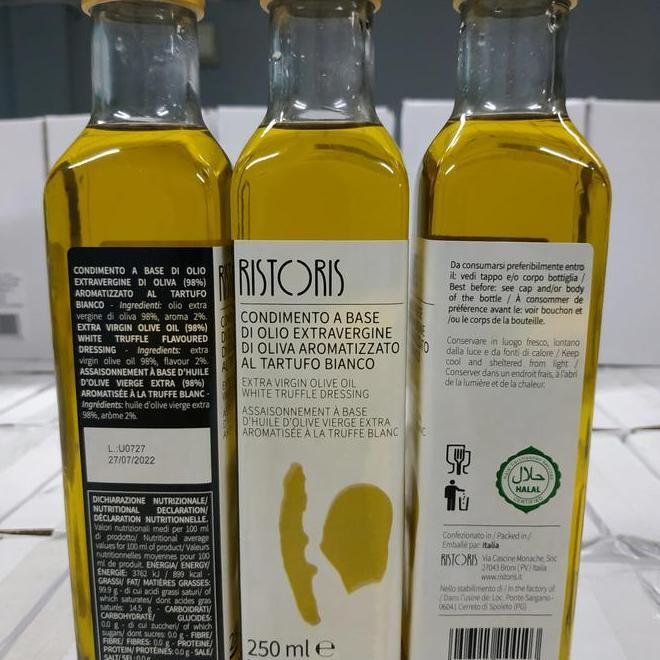 CONDIMENTO A BASE DI OLIO
EXTRAVERGINE DI OLIVA (98%)
AROMATIZZATO AL TARTUFO
BIANCO - Ingredienti: olio extra
vergine di oliva 98%, aroma 2%.
EXTRA VIRGIN OLIVE OIL (98%)
WHITE TRUFFLE FLAVOURED
DRESSING - Ingredients: extra
virgin olive oil 98%, flavour 2%.
ASSAISONNEMENT À BASE D'HUILE
D'OLIVE VIERGE EXTRA (98%)
AROMATISÉE À LA TRUFFE BLANC -
Ingrédients: huile d'olive vierge extra
98%, arôme 2%.
L.:U0727
27/07/2022
DICHIARAZIONE NUTRIZIONALE/
NUTRITIONAL DECLARATION/
DÉCLARATION NUTRITIONNELLE.
Valori nutrizionali medi per 100 ml
di prodotto/ Nutritional average
values for 100 ml of product/ Valeurs
nutritionnelles moyennes pour 100
ml de produit. ENERGIA/ ENERGY/
ÉNERGIE: 3762 kJ / 899 kcal -
GRASSI/ FAT/ MATIÈRES GRASSES:
99.9 g - di cui acidi grassi saturi/ of
which saturates/ dont acides gras
saturés: 14.5 g - CARBOIDRATI/
CARBOHYDRATE/ GLUCIDES:
0.0 g - di cui zuccheri/ of which
sugars/ dont sucres: 0.0 g - FIBRE/
FIBRE/ FIBRES: 0.0 g - PROTEINE/
PROTEIN/ PROTÉINES: 0.0 g - SALE/
SALT/ SEL: 0.0 g
RISTORIS
CONDIMENTO A BASE
DI OLIO EXTRAVERGINE
DI OLIVA AROMATIZZATO
AL TARTUFO BIANCO
EXTRA VIRGIN OLIVE OIL
WHITE TRUFFLE DRESSING
ASSAISONNEMENT À BASE
D'HUILE D'OLIVE VIERGE EXTRA
AROMATISÉE À LA TRUFFE BLANC
250 ml e
Da consumarsi preferibilmente entro
il: vedi tappo e/o corpo bottiglia /
Best before: see cap and/or body
of the bottle / À consommer de
préférence avant le: voir bouchon et
/ou le corps de la bouteille.
Conservare in luogo fresco, lontano
dalla luce e da fonti di calore / Keep
cool and sheltered from light /
Conserver dans un endroit frais, à l'abri
de la lumière et de la chaleur.
حلال
HALAL
Confezionato in / Packed in /
Emballé par: Italia
RISTORIS Via Cascine Monache, Snc
27043 Broni (PV) Italia
www.ristoris.it
Nello stabilimento di / In the factory of
/ Dans l'usine de: Loc. Ponte Sargano -
06041 Cerreto di Spoleto (PG)